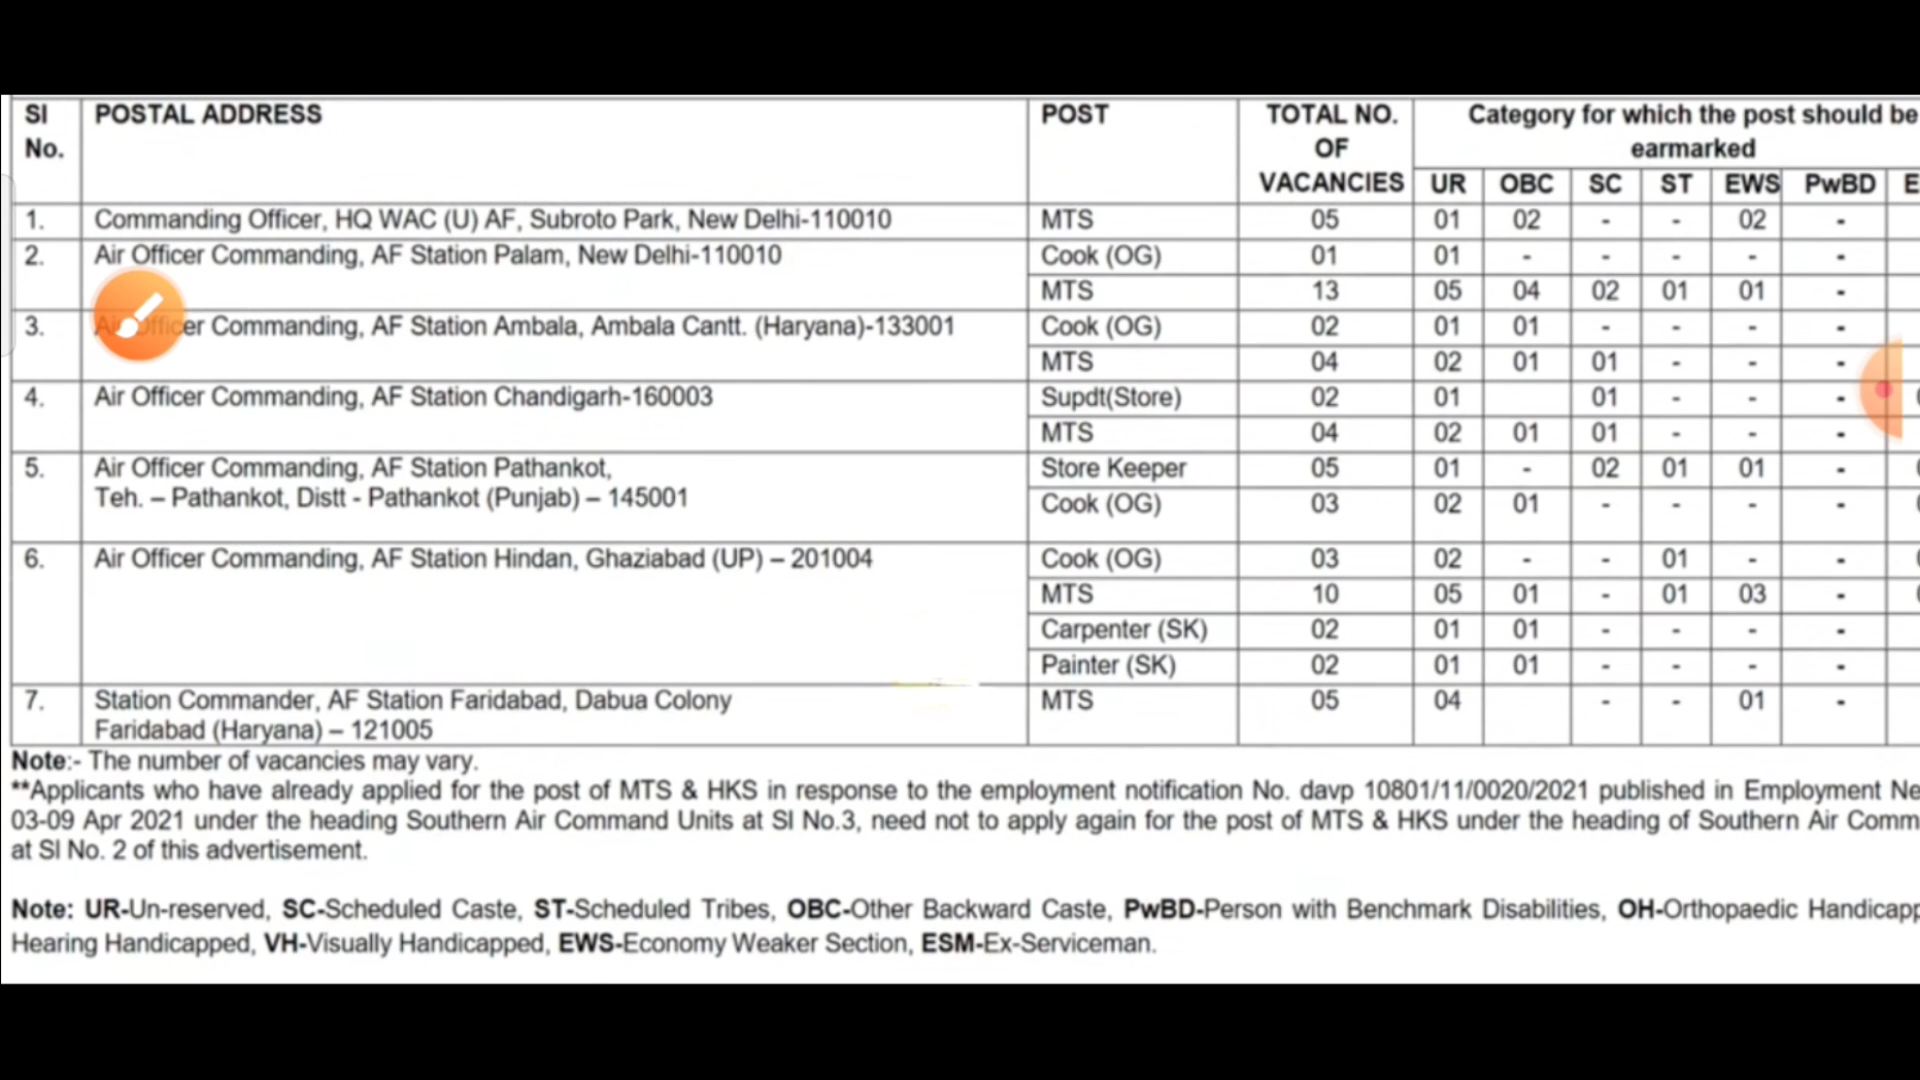 SI No. POSTAL ADDRESS POST TOTAL NO. OF VACANCIES Category for which the post should be earmarked
UR OBC SC ST EWS PwBD E
1. Commanding Officer, HQ WAC (U) AF, Subroto Park, New Delhi-110010 MTS 05 01 02 - - 02 -
2. Air Officer Commanding, AF Station Palam, New Delhi-110010 Cook (OG) 01 01 - - - - -
MTS 13 05 04 02 01 01 -
3. Air Officer Commanding, AF Station Ambala, Ambala Cantt. (Haryana)-133001 Cook (OG) 02 01 01 - - - -
MTS 04 02 01 01 - - -
4. Air Officer Commanding, AF Station Chandigarh-160003 Supdt(Store) 02 01 01 - - -
MTS 04 02 01 01 - - -
5. Air Officer Commanding, AF Station Pathankot, Store Keeper 05 01 - 02 01 01 -
Teh. – Pathankot, Distt - Pathankot (Punjab) – 145001 Cook (OG) 03 02 01 - - - -
6. Air Officer Commanding, AF Station Hindan, Ghaziabad (UP) – 201004 Cook (OG) 03 02 - - 01 - -
MTS 10 05 01 - 01 03 -
Carpenter (SK) 02 01 01 - - - -
Painter (SK) 02 01 01 - - - -
7. Station Commander, AF Station Faridabad, Dabua Colony MTS 05 04 - - 01 -
Faridabad (Haryana) – 121005
Note:- The number of vacancies may vary.
**Applicants who have already applied for the post of MTS & HKS in response to the employment notification No. davp 10801/11/0020/2021 published in Employment Ne
03-09 Apr 2021 under the heading Southern Air Command Units at SI No.3, need not to apply again for the post of MTS & HKS under the heading of Southern Air Comm
at SI No. 2 of this advertisement.
Note: UR-Un-reserved, SC-Scheduled Caste, ST-Scheduled Tribes, OBC-Other Backward Caste, PwBD-Person with Benchmark Disabilities, OH-Orthopaedic Handicapp
Hearing Handicapped, VH-Visually Handicapped, EWS-Economy Weaker Section, ESM-Ex-Serviceman.